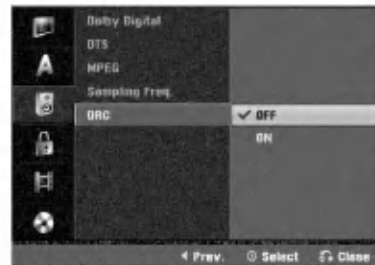 Dolby Digital
DTS
MPEG
Sampling Freq.
DRC
OFF
ON
Prev. Select Close